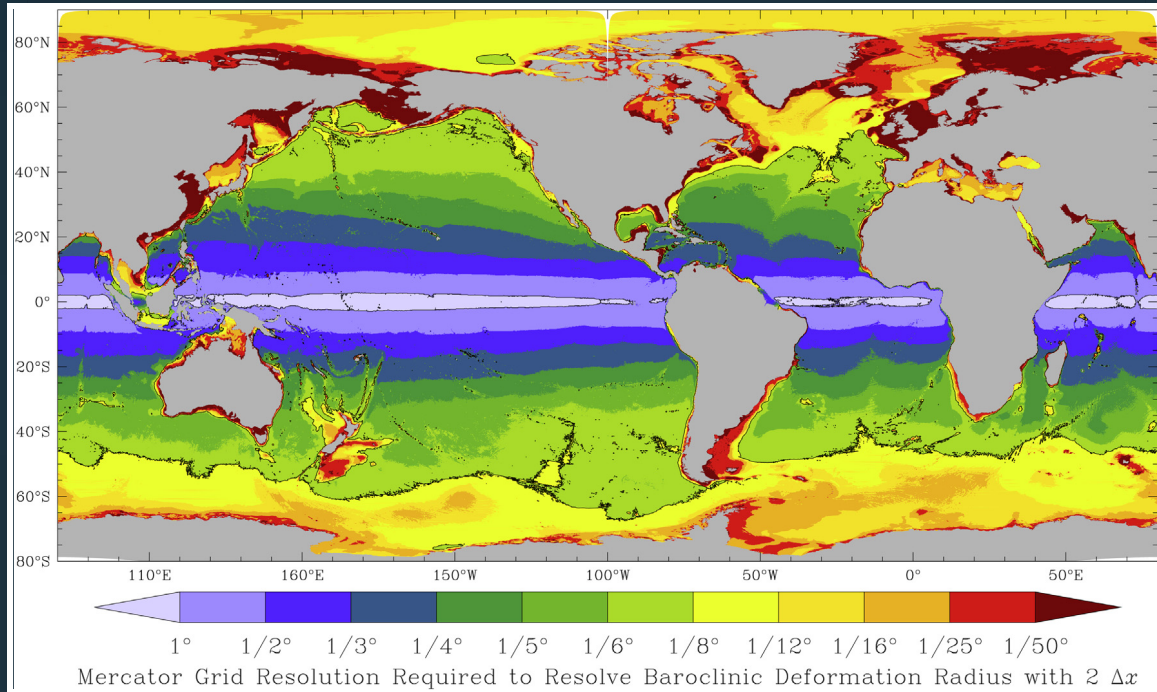 80°N
60°N
40°N
20°N
0°
20°S
40°S
60°S
80°S
110°E 160°E 150°W 100°W 50°W 0° 50°E
1° 1/2° 1/3° 1/4° 1/5° 1/6° 1/8° 1/12° 1/16° 1/25° 1/50°
Mercator Grid Resolution Required to Resolve Baroclinic Deformation Radius with 2 Δx